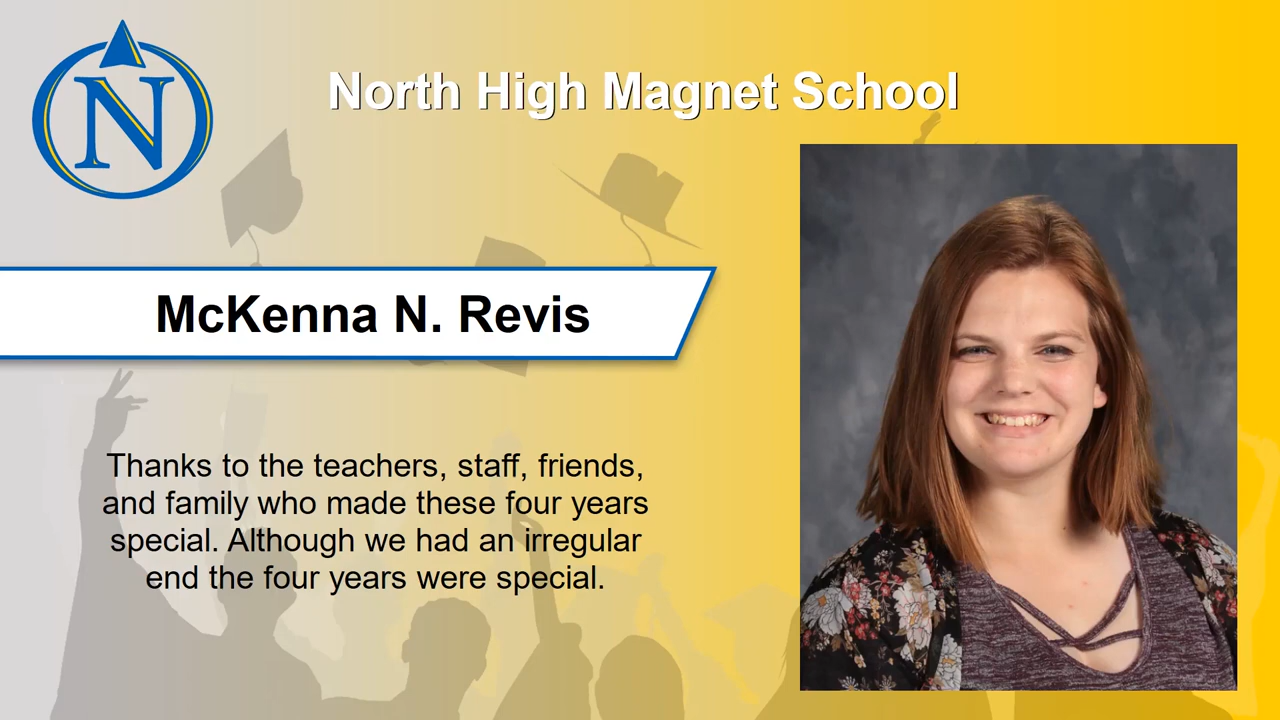 N
North High Magnet School
McKenna N. Revis
Thanks to the teachers, staff, friends,
and family who made these four years
special. Although we had an irregular
end the four years were special.